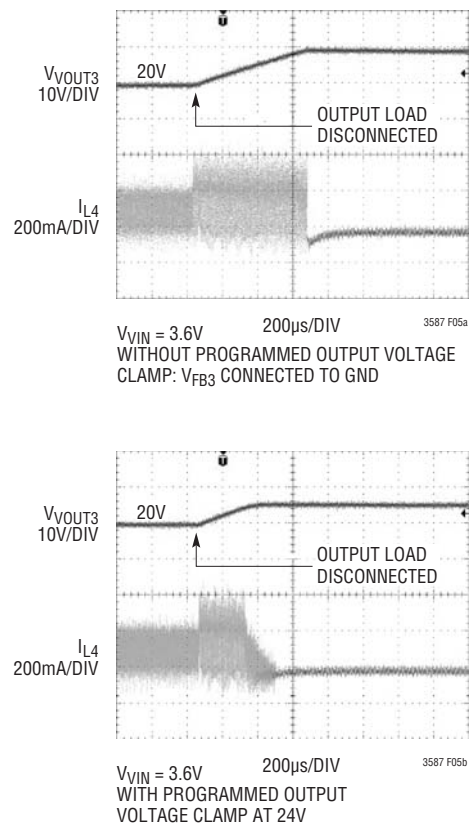 VVOUT3
10V/DIV
20V
OUTPUT LOAD
DISCONNECTED
IL4
200mA/DIV
VVIN = 3.6V
200µs/DIV
3587 F05a
WITHOUT PROGRAMMED OUTPUT VOLTAGE
CLAMP: VFB3 CONNECTED TO GND
VVOUT3
10V/DIV
20V
OUTPUT LOAD
DISCONNECTED
IL4
200mA/DIV
VVIN = 3.6V
200µs/DIV
3587 F05b
WITH PROGRAMMED OUTPUT
VOLTAGE CLAMP AT 24V